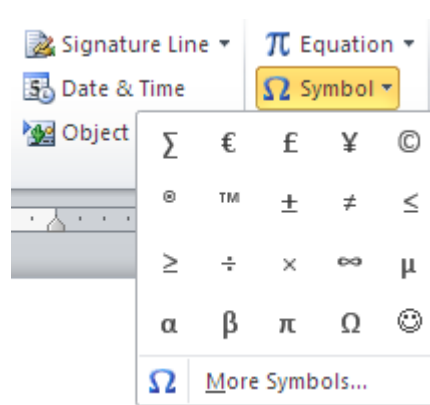 Signature Line
π Equation
Date & Time
Ω Symbol
Object
∑ € £ ¥ ©
® ™ ± ≠ ≤
≥ ÷ × ∞ µ
α β π Ω ☺
Ω More Symbols...